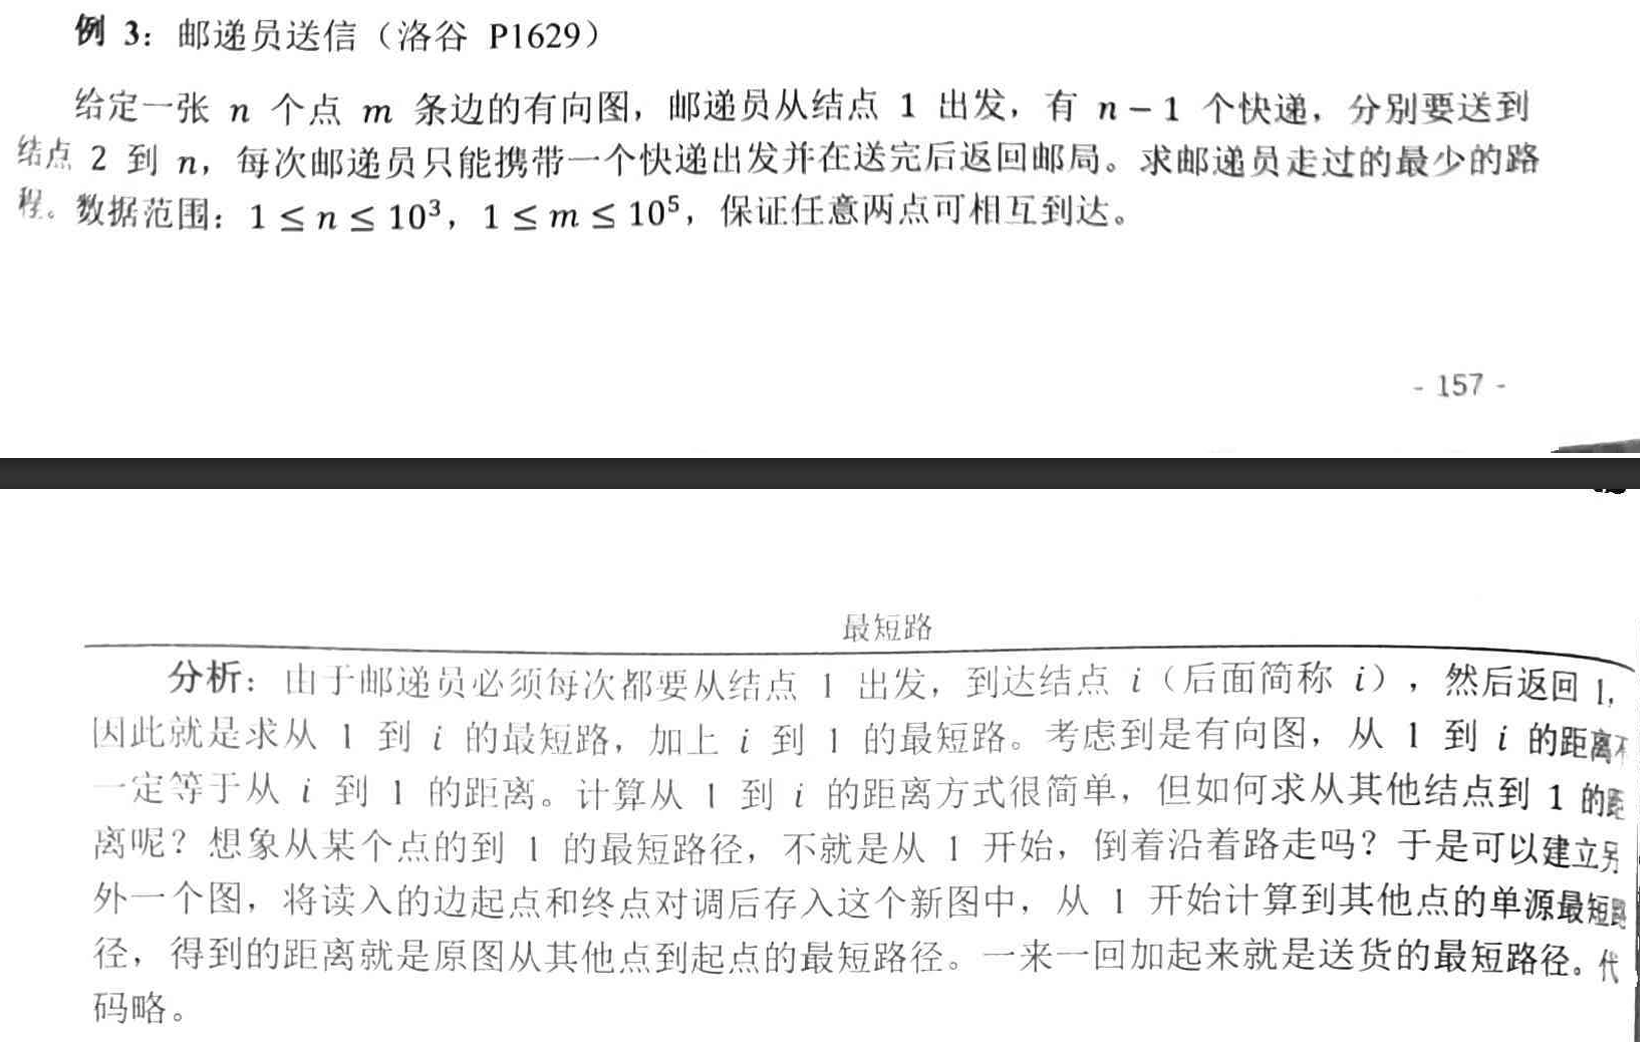 例 3：邮递员送信（洛谷 P1629）
给定一张 n 个点 m 条边的有向图，邮递员从结点 1 出发，有 n − 1 个快递，分别要送到
结点 2 到 n，每次邮递员只能携带一个快递出发并在送完后返回邮局。求邮递员走过的最少的路
程。数据范围：1 ≤ n ≤ 10³，1 ≤ m ≤ 10⁵，保证任意两点可相互到达。
- 157 -
最短路
分析：由于邮递员必须每次都要从结点 1 出发，到达结点 i（后面简称 i），然后返回 1，
因此就是求从 1 到 i 的最短路，加上 i 到 1 的最短路。考虑到是有向图，从 1 到 i 的距离不
一定等于从 i 到 1 的距离。计算从 1 到 i 的距离方式很简单，但如何求从其他结点到 1 的距
离呢？想象从某个点的到 1 的最短路径，不就是从 1 开始，倒着沿着路走吗？于是可以建立另
外一个图，将读入的边起点和终点对调后存入这个新图中，从 1 开始计算到其他点的单源最短路
径，得到的距离就是原图从其他点到起点的最短路径。一来一回加起来就是送货的最短路径。代
码略。